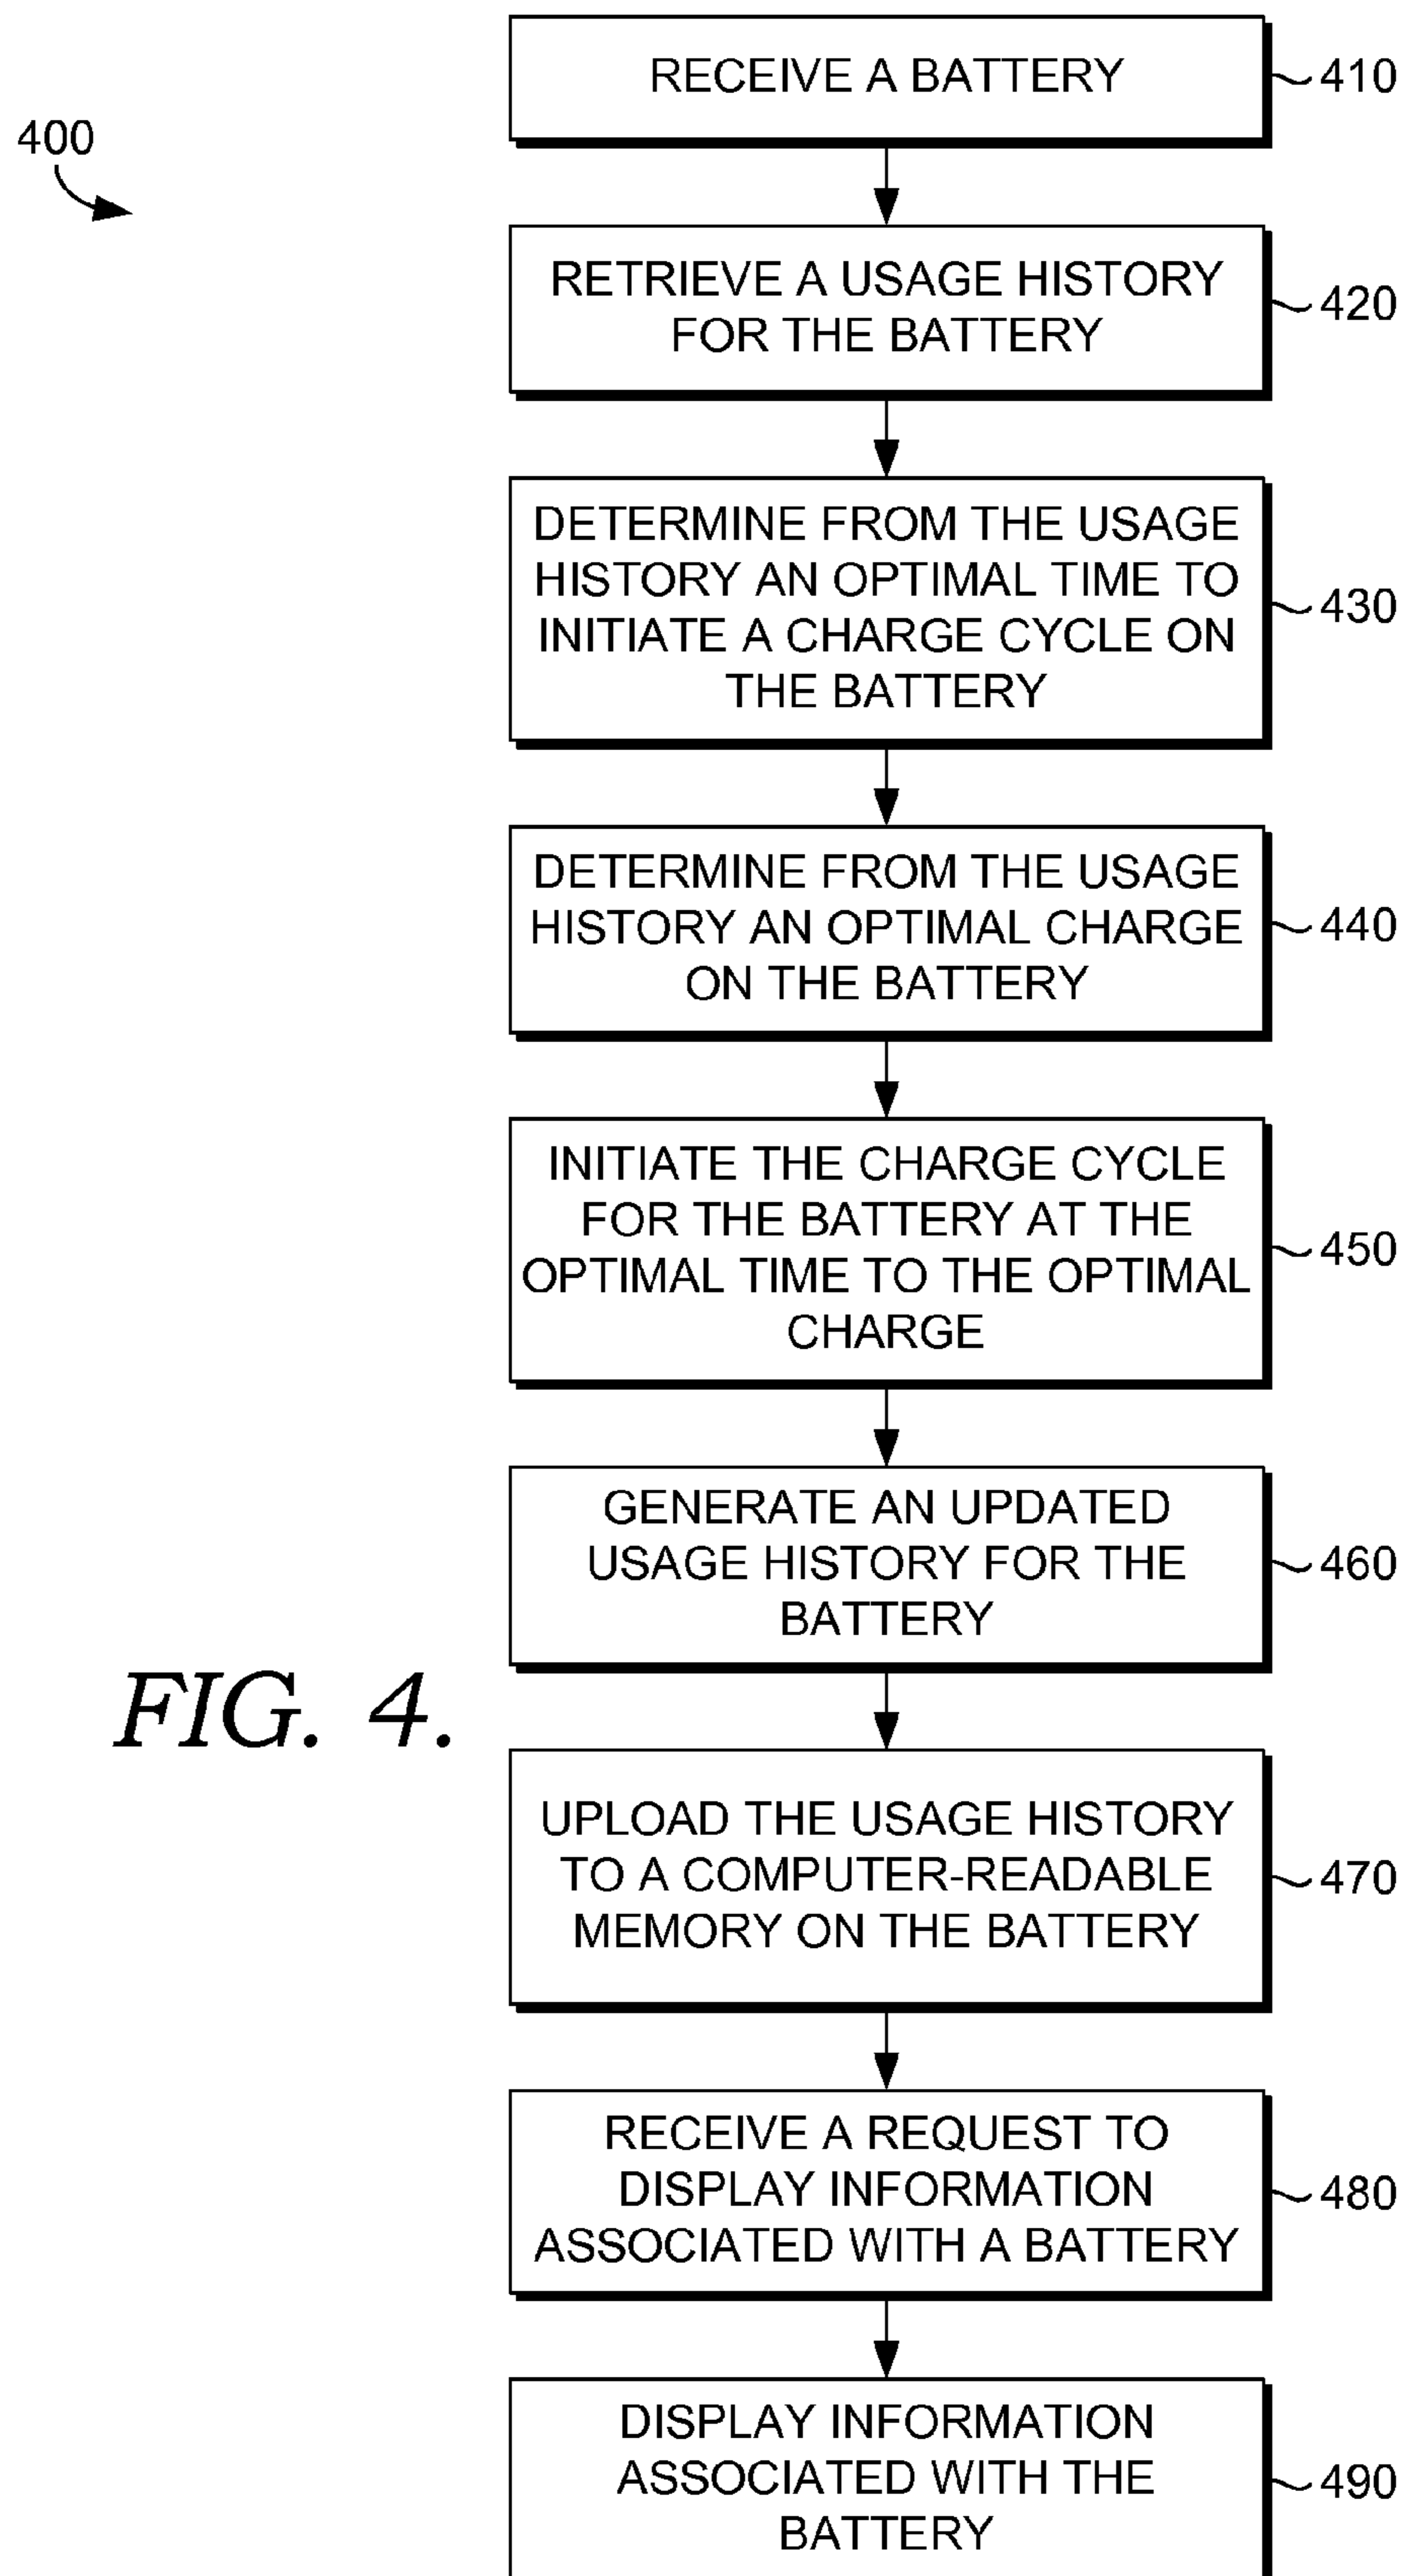 RECEIVE A BATTERY
410
400
RETRIEVE A USAGE HISTORY
FOR THE BATTERY
420
DETERMINE FROM THE USAGE
HISTORY AN OPTIMAL TIME TO
INITIATE A CHARGE CYCLE ON
THE BATTERY
430
DETERMINE FROM THE USAGE
HISTORY AN OPTIMAL CHARGE
ON THE BATTERY
440
INITIATE THE CHARGE CYCLE
FOR THE BATTERY AT THE
OPTIMAL TIME TO THE OPTIMAL
CHARGE
450
GENERATE AN UPDATED
USAGE HISTORY FOR THE
BATTERY
460
FIG. 4.
UPLOAD THE USAGE HISTORY
TO A COMPUTER-READABLE
MEMORY ON THE BATTERY
470
RECEIVE A REQUEST TO
DISPLAY INFORMATION
ASSOCIATED WITH A BATTERY
480
DISPLAY INFORMATION
ASSOCIATED WITH THE
BATTERY
490